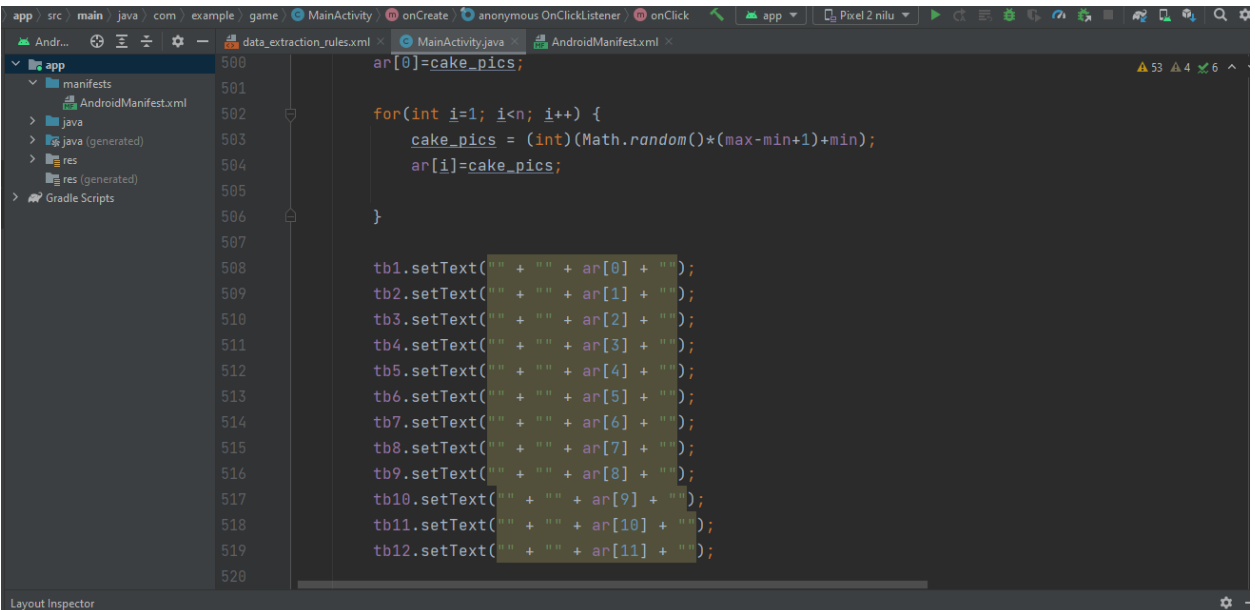 app src main java com example game MainActivity onCreate anonymous OnClickListener onClick app Pixel 2 nilu
Andr... data_extraction_rules.xml MainActivity.java AndroidManifest.xml
app
manifests
AndroidManifest.xml
java
java (generated)
res
res (generated)
Gradle Scripts
53 4 6
500 ar[0]=cake_pics;
501
502 for(int i=1; i<n; i++) {
503 cake_pics = (int)(Math.random()*(max-min+1)+min);
504 ar[i]=cake_pics;
505
506 }
507
508 tb1.setText("" + "" + ar[0] + "");
509 tb2.setText("" + "" + ar[1] + "");
510 tb3.setText("" + "" + ar[2] + "");
511 tb4.setText("" + "" + ar[3] + "");
512 tb5.setText("" + "" + ar[4] + "");
513 tb6.setText("" + "" + ar[5] + "");
514 tb7.setText("" + "" + ar[6] + "");
515 tb8.setText("" + "" + ar[7] + "");
516 tb9.setText("" + "" + ar[8] + "");
517 tb10.setText("" + "" + ar[9] + "");
518 tb11.setText("" + "" + ar[10] + "");
519 tb12.setText("" + "" + ar[11] + "");
520
Layout Inspector